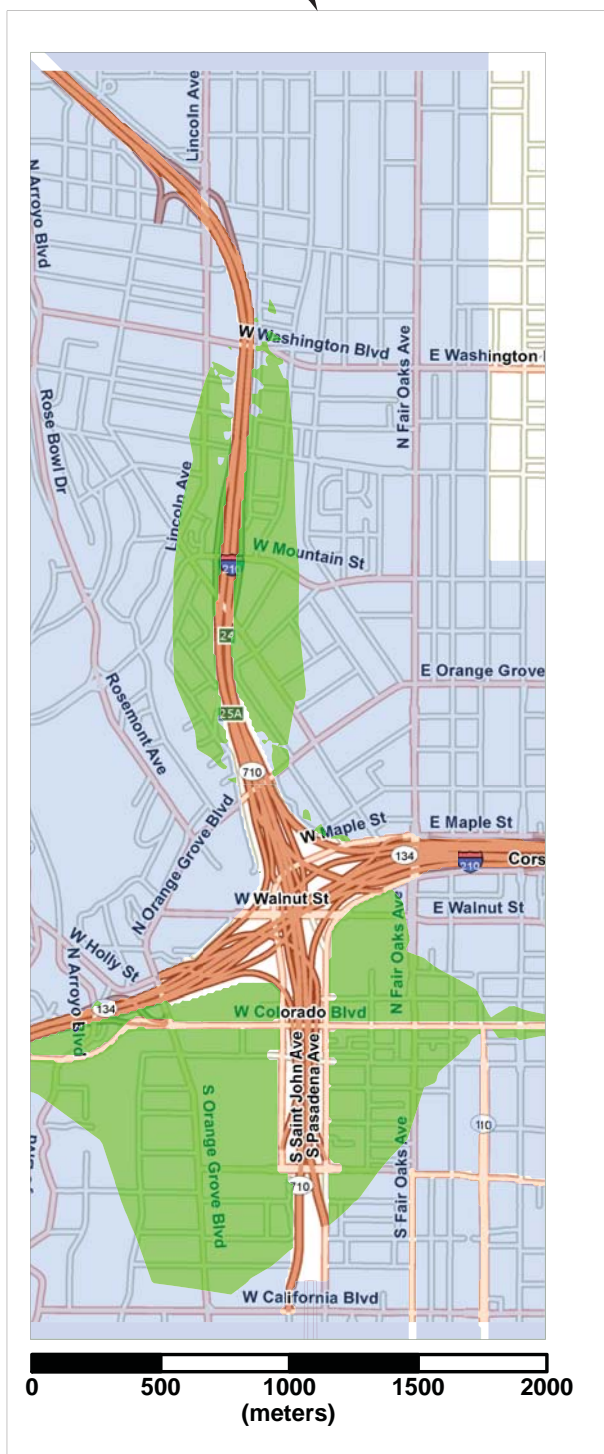 Lincoln Ave
N Arroyo Blvd
W Washington Blvd
E Washington
N Fair Oaks Ave
Rose Bowl Dr
Lincoln Ave
W Mountain St
210
24
E Orange Grove
Rosemont Ave
25A
710
N Orange Grove Blvd
W Maple St
E Maple St
134
210
Cors
W Walnut St
E Walnut St
W Holly St
N Arroyo Blvd
N Fair Oaks Ave
134
W Colorado Blvd
S Saint John Ave
S Pasadena Ave
S Orange Grove Blvd
110
S Fair Oaks Ave
710
W California Blvd
0 500 1000 1500 2000
(meters)